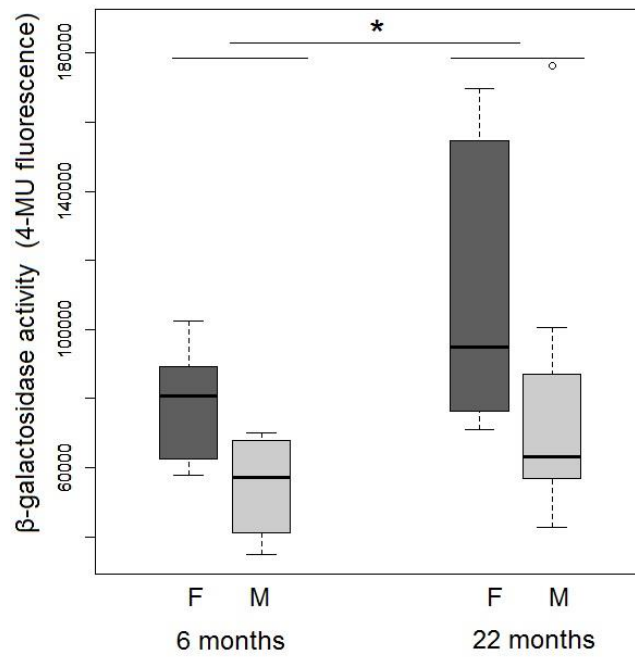 *
β-galactosidase activity (4-MU fluorescence)
180000
140000
100000
60000
F M F M
6 months 22 months